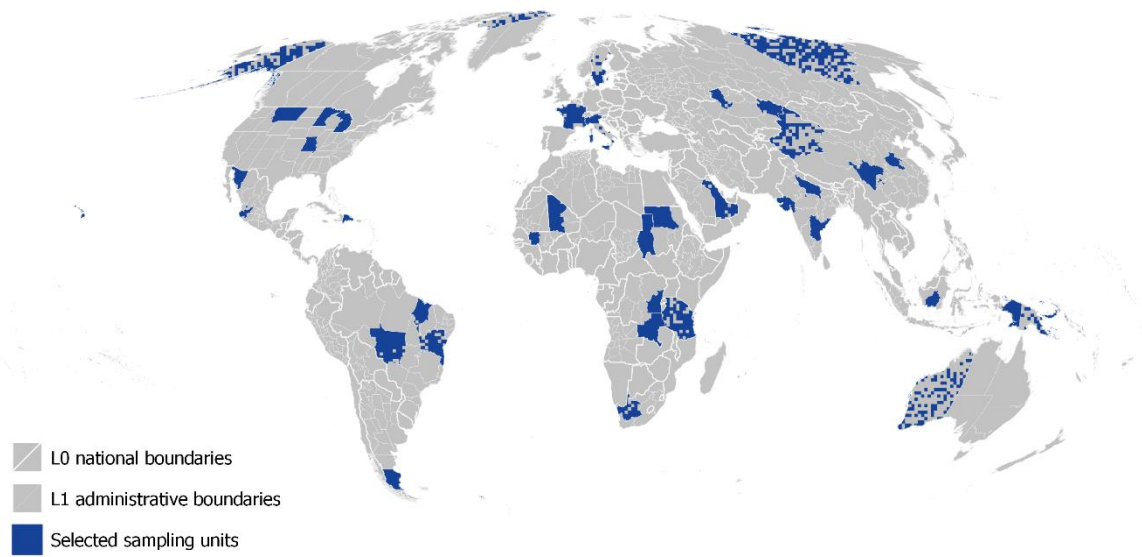 L0 national boundaries
L1 administrative boundaries
Selected sampling units